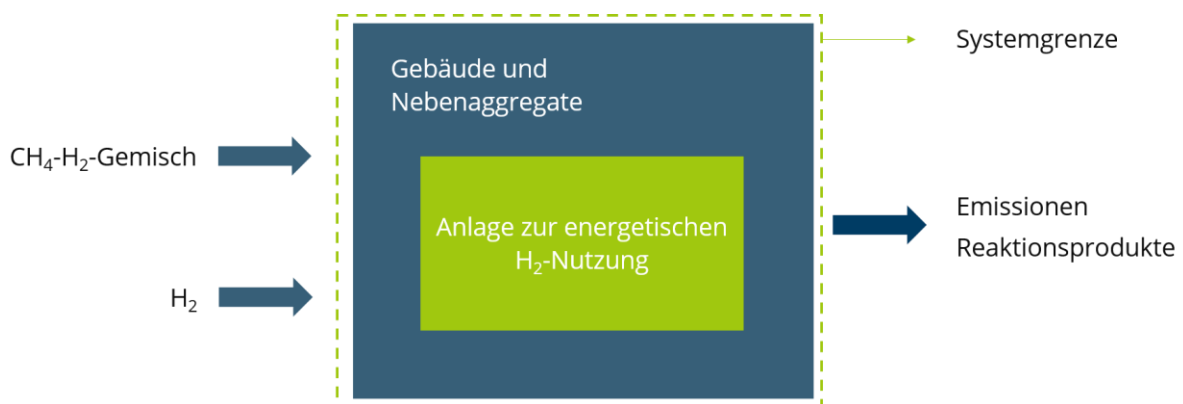 Systemgrenze
Gebäude und
Nebenaggregate
CH₄-H₂-Gemisch
Anlage zur energetischen
H₂-Nutzung
Emissionen
Reaktionsprodukte
H₂